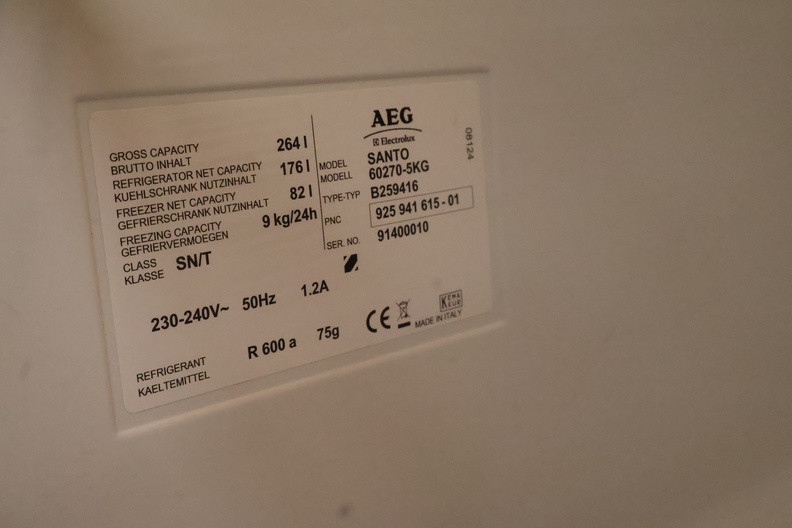 GROSS CAPACITY
BRUTTO INHALT
264 l
REFRIGERATOR NET CAPACITY
KUEHLSCHRANK NUTZINHALT
176 l
FREEZER NET CAPACITY
GEFRIERSCHRANK NUTZINHALT
82 l
FREEZING CAPACITY
GEFRIERVERMOEGEN
9 kg/24h
CLASS
KLASSE
SN/T
230-240V~ 50Hz 1.2A
REFRIGERANT
KAELTEMITTEL
R 600 a 75g
AEG
Electrolux
08124
MODEL
MODELL
SANTO
60270-5KG
TYPE-TYP B259416
PNC 925 941 615 - 01
SER. NO. 91400010
CE
KEMA
KEUR
MADE IN ITALY